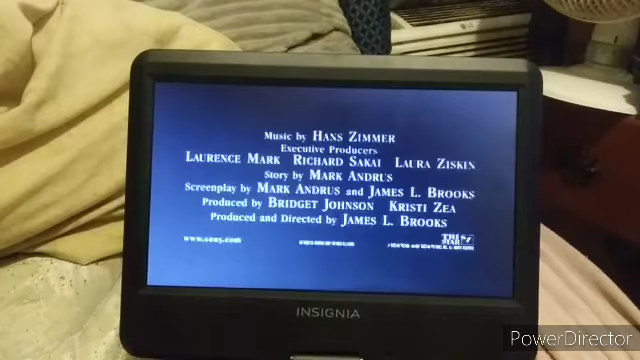 Music by HANS ZIMMER
Executive Producers
LAURENCE MARK RICHARD SAKAI LAURA ZISKIN
Story by MARK ANDRUS
Screenplay by MARK ANDRUS and JAMES L. BROOKS
Produced by BRIDGET JOHNSON KRISTI ZEA
Produced and Directed by JAMES L. BROOKS
www.sony.com
TRI STAR
INSIGNIA
PowerDirector